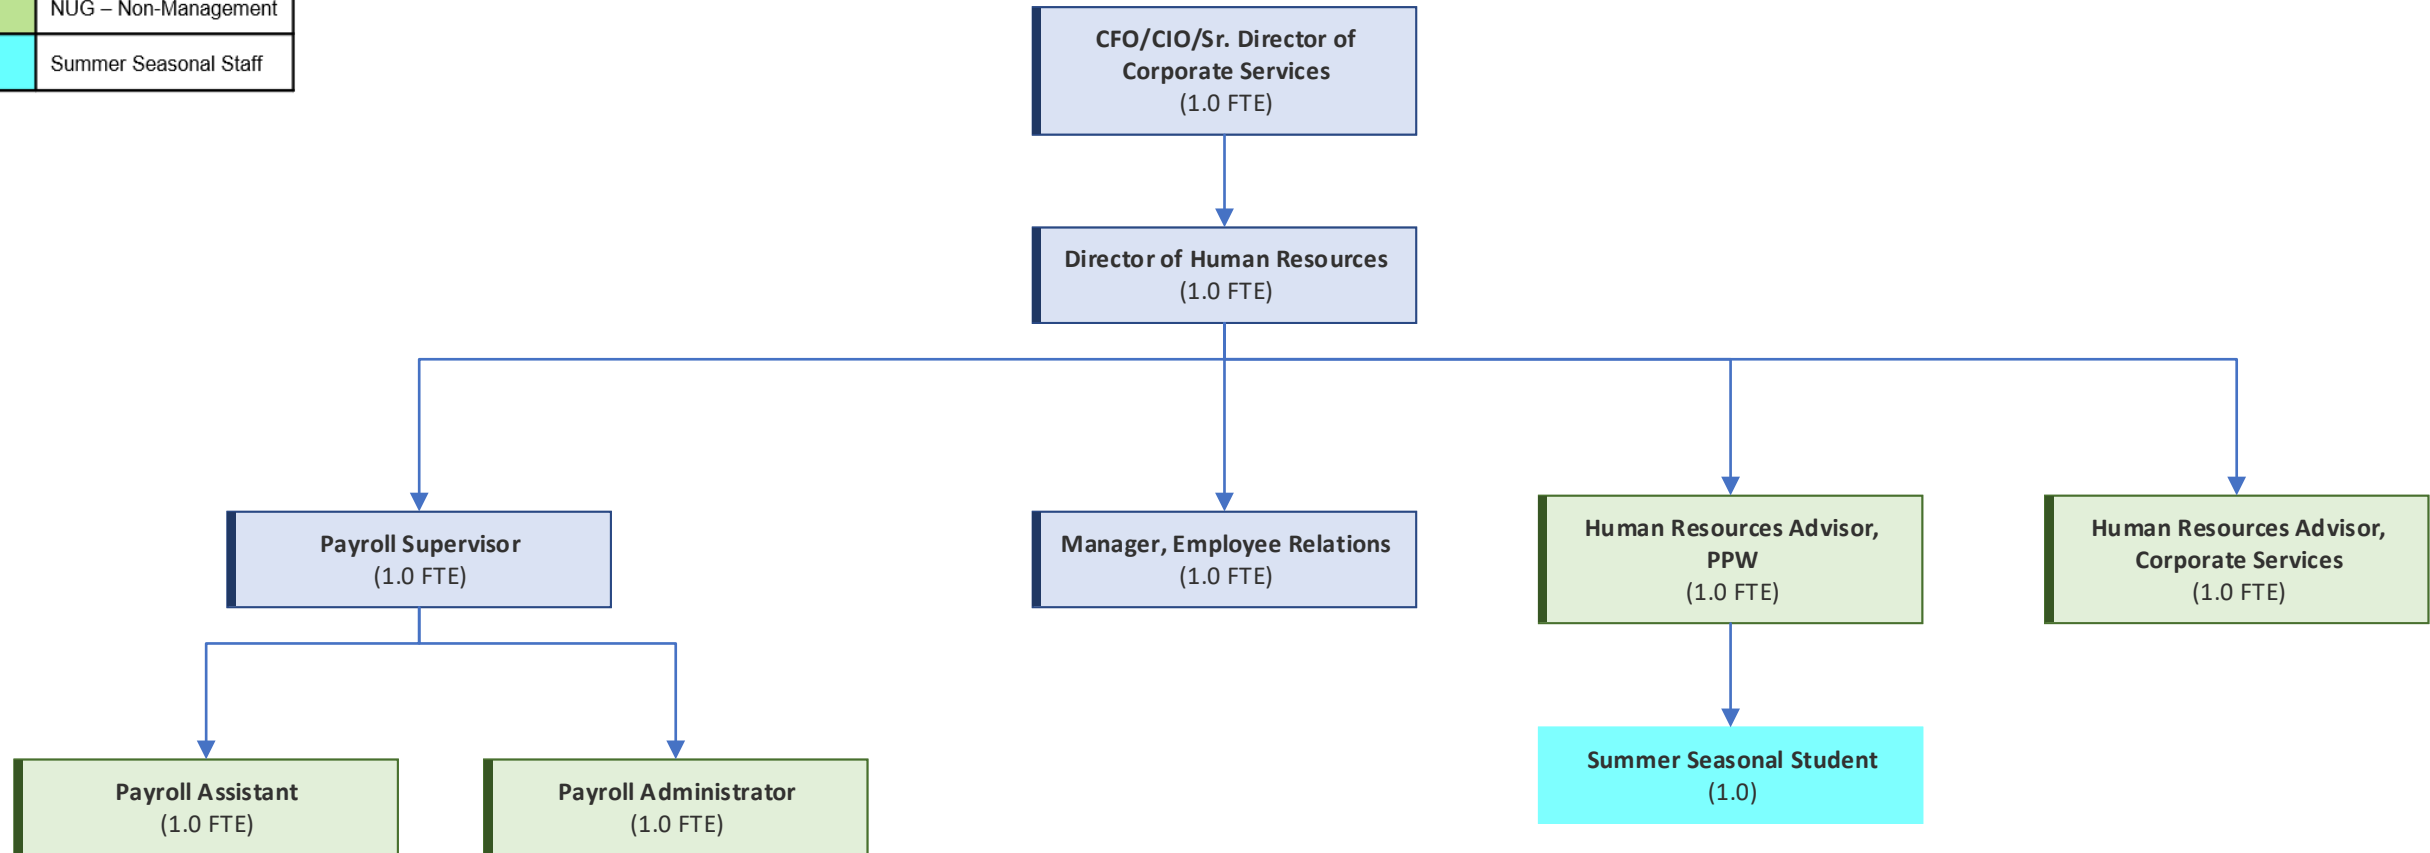 NUG – Non-Management
Summer Seasonal Staff
CFO/CIO/Sr. Director of
Corporate Services
(1.0 FTE)
Director of Human Resources
(1.0 FTE)
Payroll Supervisor
(1.0 FTE)
Manager, Employee Relations
(1.0 FTE)
Human Resources Advisor,
PPW
(1.0 FTE)
Human Resources Advisor,
Corporate Services
(1.0 FTE)
Payroll Assistant
(1.0 FTE)
Payroll Administrator
(1.0 FTE)
Summer Seasonal Student
(1.0)